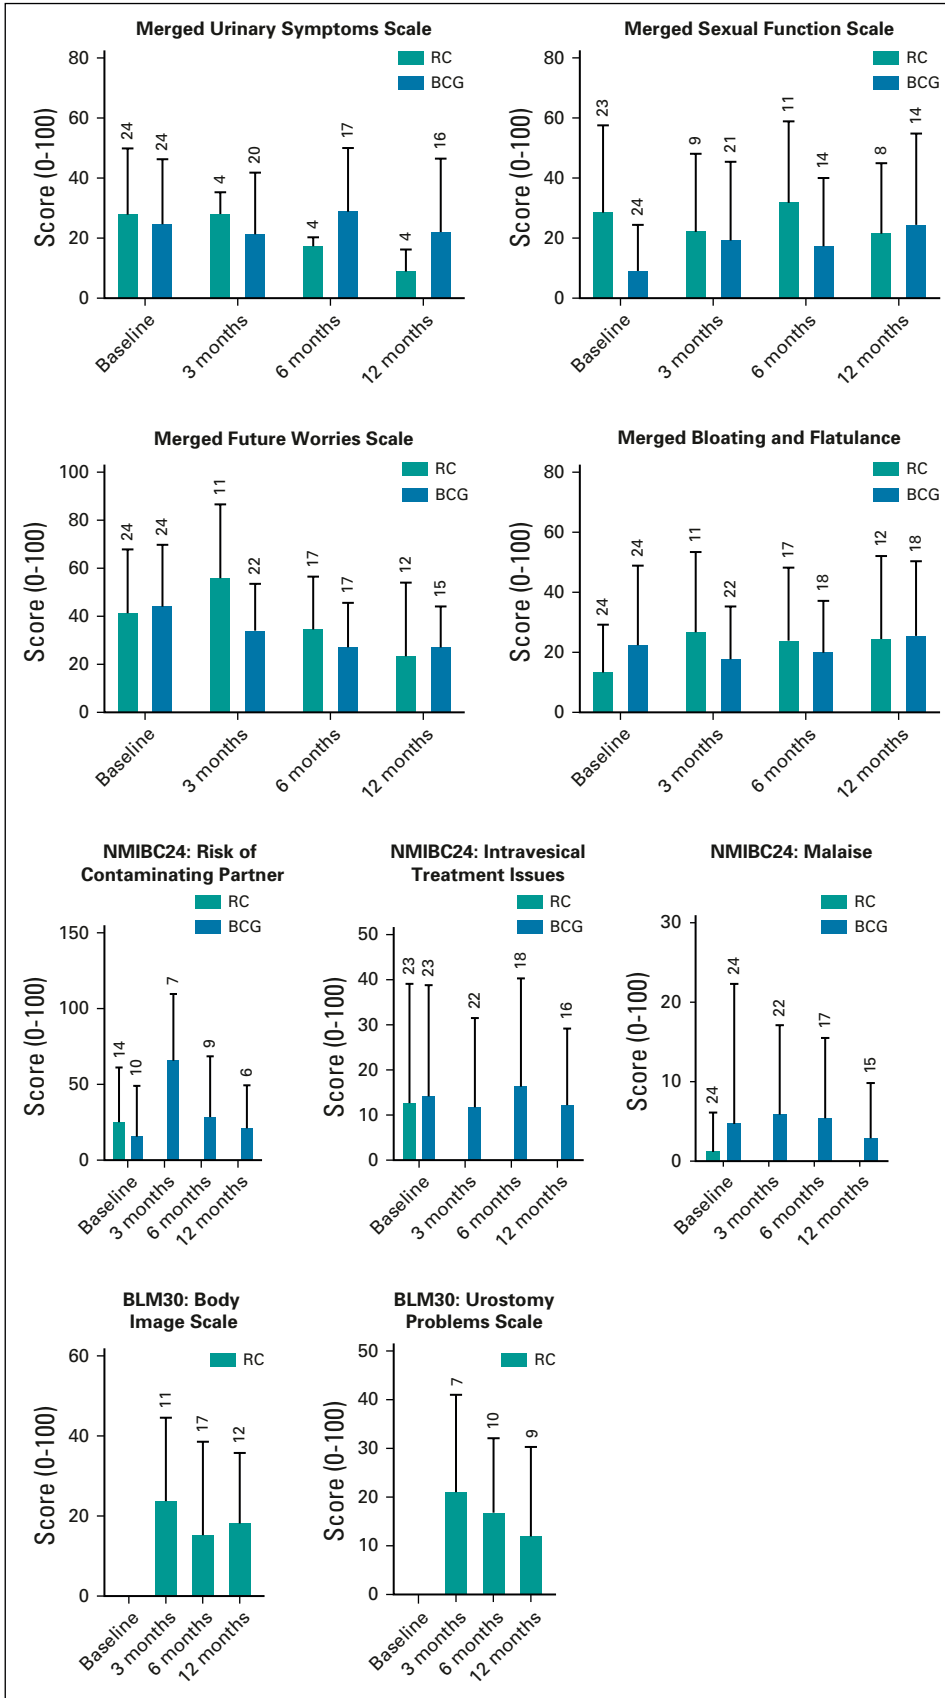 Merged Urinary Symptoms Scale
RC
BCG
Score (0-100)
80
60
40
20
0
24
24
4
20
4
17
4
16
Baseline
3 months
6 months
12 months
Merged Sexual Function Scale
RC
BCG
Score (0-100)
80
60
40
20
0
23
24
9
21
11
14
8
14
Baseline
3 months
6 months
12 months
Merged Future Worries Scale
RC
BCG
Score (0-100)
100
80
60
40
20
0
24
24
11
22
17
17
12
15
Baseline
3 months
6 months
12 months
Merged Bloating and Flatulance
RC
BCG
Score (0-100)
80
60
40
20
0
24
24
11
22
17
18
12
18
Baseline
3 months
6 months
12 months
NMIBC24: Risk of
Contaminating Partner
RC
BCG
Score (0-100)
150
100
50
0
14
10
7
9
6
Baseline
3 months
6 months
12 months
NMIBC24: Intravesical
Treatment Issues
RC
BCG
Score (0-100)
50
40
30
20
10
0
23
23
22
18
16
Baseline
3 months
6 months
12 months
NMIBC24: Malaise
RC
BCG
Score (0-100)
30
20
10
0
24
24
22
17
15
Baseline
3 months
6 months
12 months
BLM30: Body
Image Scale
RC
Score (0-100)
60
40
20
0
11
17
12
Baseline
3 months
6 months
12 months
BLM30: Urostomy
Problems Scale
RC
Score (0-100)
50
40
30
20
10
0
7
10
9
Baseline
3 months
6 months
12 months